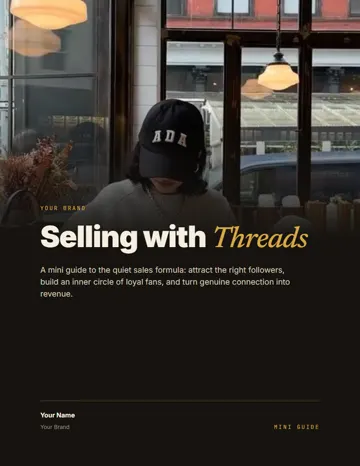 ADA
YOUR BRAND
Selling with Threads
A mini guide to the quiet sales formula: attract the right followers,
build an inner circle of loyal fans, and turn genuine connection into
revenue.
Your Name
Your Brand
MINI GUIDE